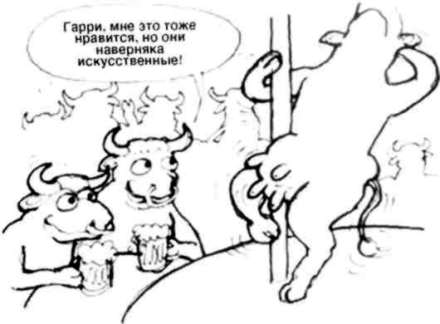 Гарри, мне это тоже
нравится, но они
наверняка
искусственные!